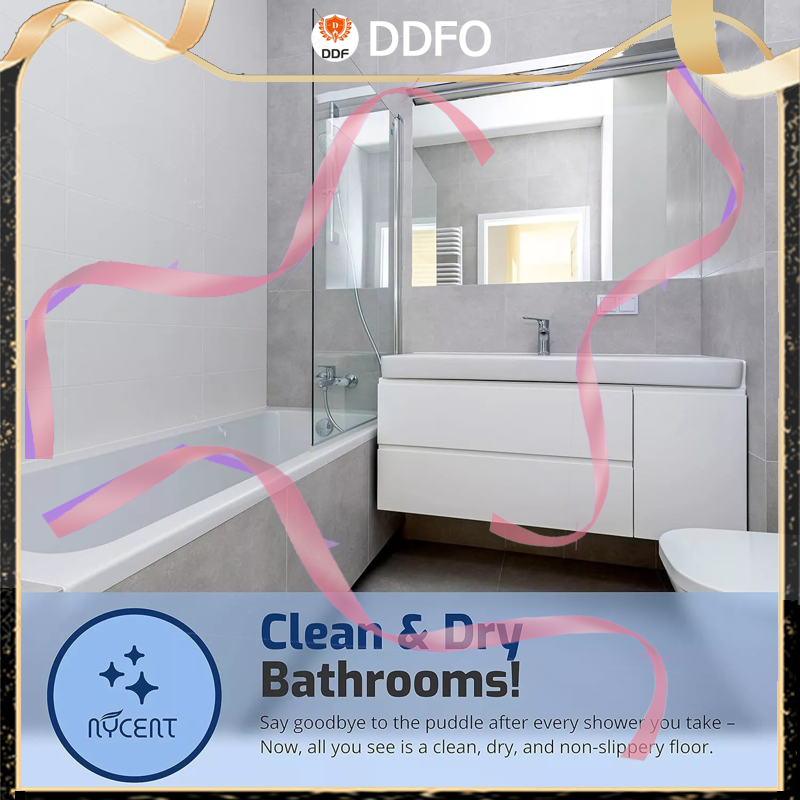 DDF
DDFO
Clean & Dry
Bathrooms!
NYCENT
Say goodbye to the puddle after every shower you take –
Now, all you see is a clean, dry, and non-slippery floor.